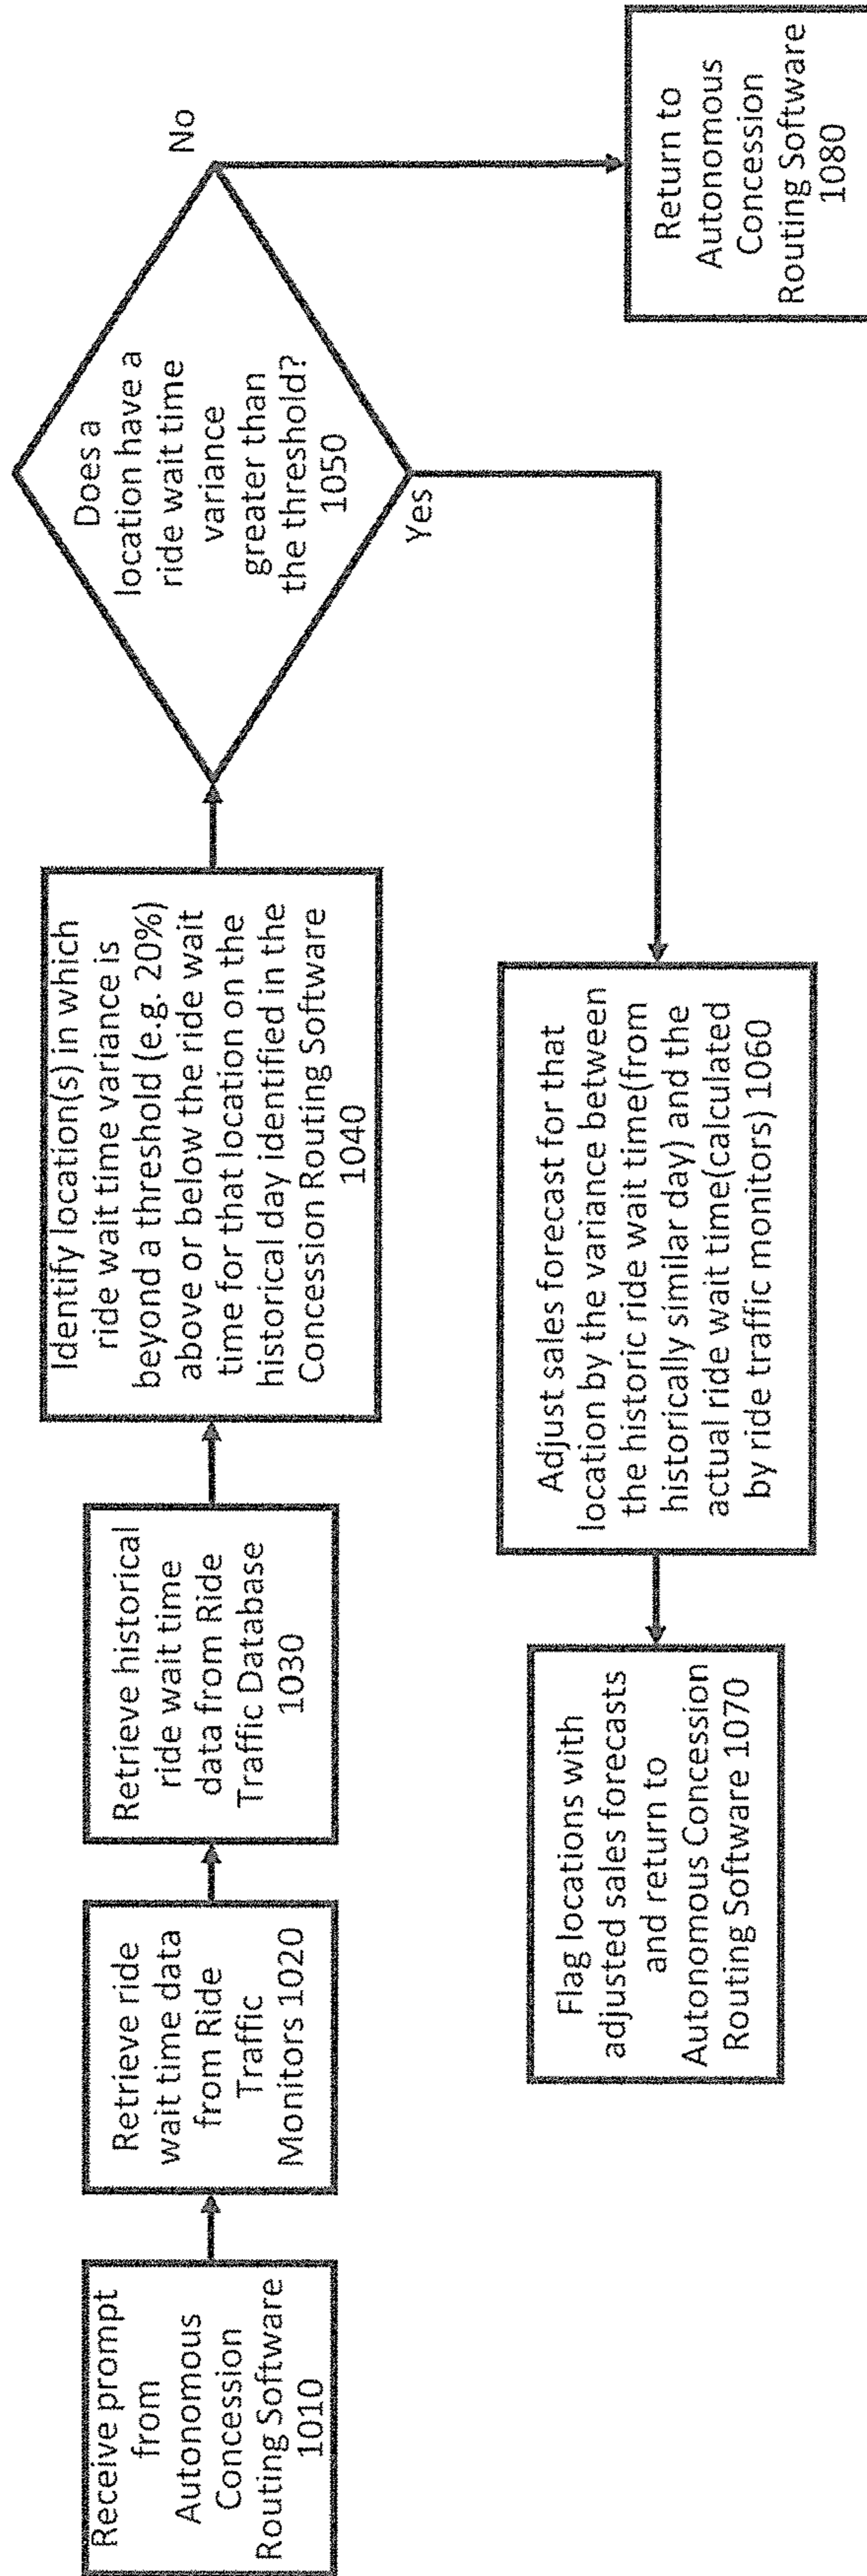 Receive prompt
from
Autonomous
Concession
Routing Software
1010
Retrieve ride
wait time data
from Ride
Traffic
Monitors 1020
Retrieve historical
ride wait time
data from Ride
Traffic Database
1030
Identify location(s) in which
ride wait time variance is
beyond a threshold (e.g. 20%)
above or below the ride wait
time for that location on the
historical day identified in the
Concession Routing Software
1040
Does a
location have a
ride wait time
variance
greater than
the threshold?
1050
No
Yes
Adjust sales forecast for that
location by the variance between
the historic ride wait time(from
historically similar day) and the
actual ride wait time(calculated
by ride traffic monitors) 1060
Flag locations with
adjusted sales forecasts
and return to
Autonomous Concession
Routing Software 1070
Return to
Autonomous
Concession
Routing Software
1080